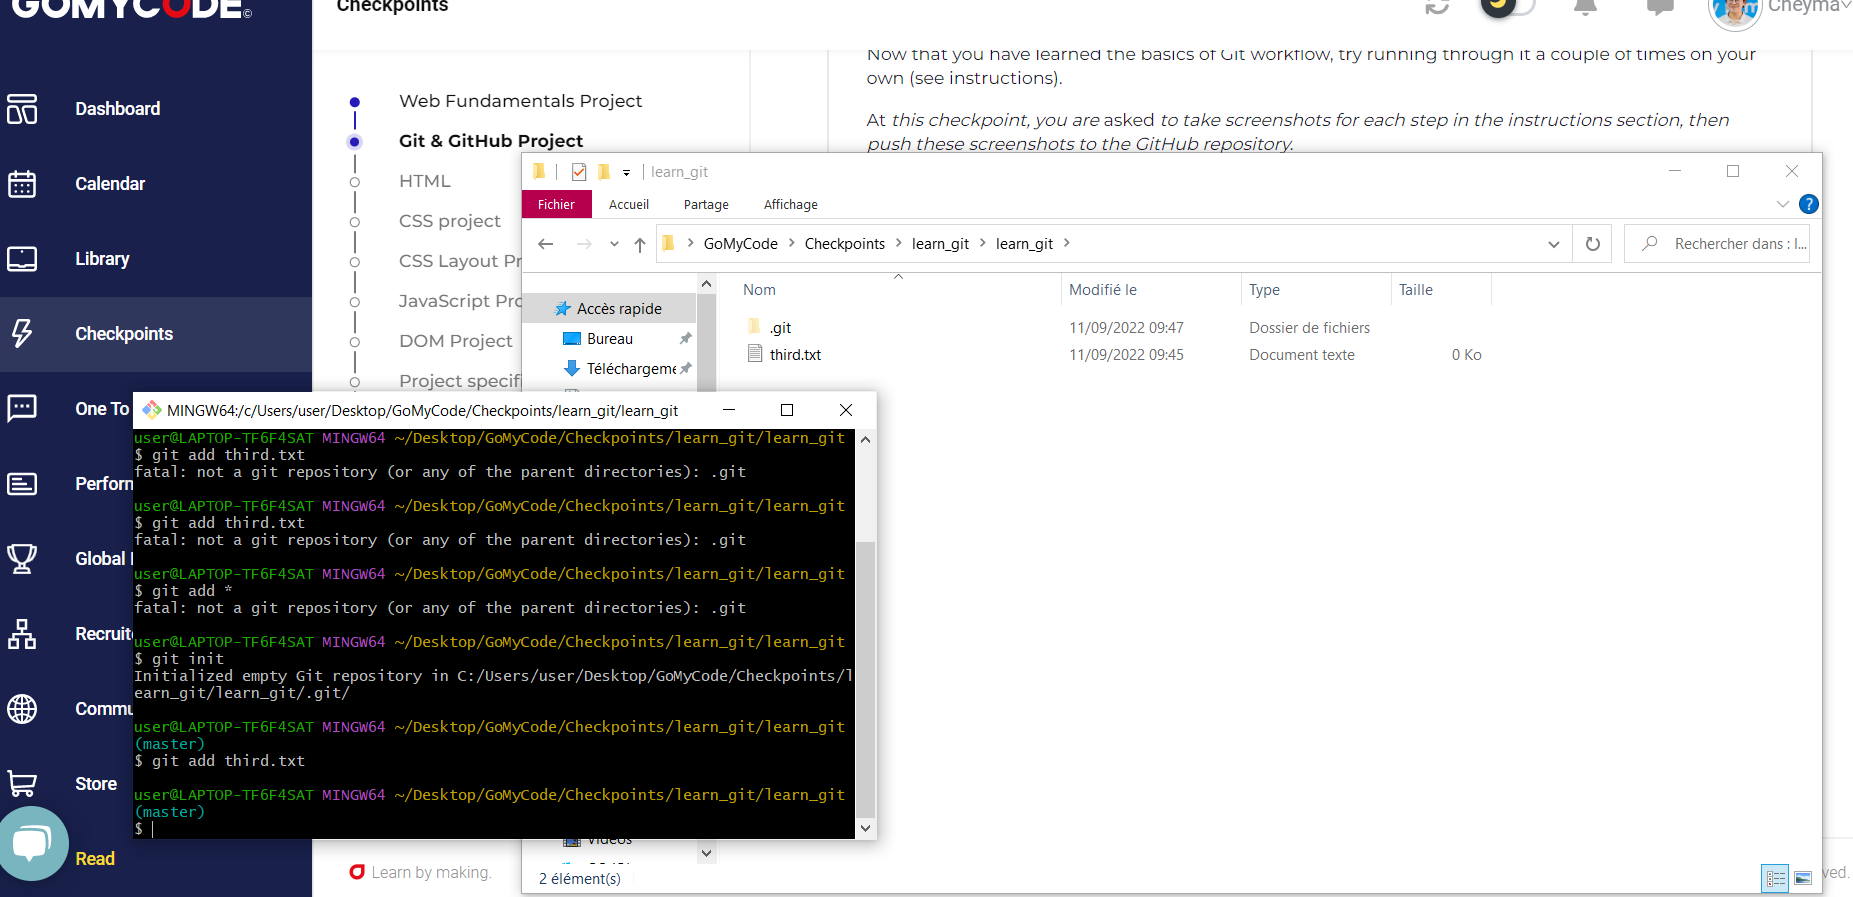 GOMYCODE©
Dashboard
Calendar
Library
Checkpoints
One To
Perform
Global
Recruit
Commu
Store
Read
Checkpoints
Cheyma
Web Fundamentals Project
Git & GitHub Project
HTML
CSS project
CSS Layout Pr
JavaScript Pro
DOM Project
Project specifi
Now that you have learned the basics of Git workflow, try running through it a couple of times on your
own (see instructions).
At this checkpoint, you are asked to take screenshots for each step in the instructions section, then
push these screenshots to the GitHub repository.
learn_git
Fichier Accueil Partage Affichage
GoMyCode > Checkpoints > learn_git > learn_git >
Rechercher dans : l...
Nom Modifié le Type Taille
Accès rapide
Bureau
Téléchargeme
.git 11/09/2022 09:47 Dossier de fichiers
third.txt 11/09/2022 09:45 Document texte 0 Ko
MINGW64:/c/Users/user/Desktop/GoMyCode/Checkpoints/learn_git/learn_git
user@LAPTOP-TF6F4SAT MINGW64 ~/Desktop/GoMyCode/Checkpoints/learn_git/learn_git
$ git add third.txt
fatal: not a git repository (or any of the parent directories): .git
user@LAPTOP-TF6F4SAT MINGW64 ~/Desktop/GoMyCode/Checkpoints/learn_git/learn_git
$ git add third.txt
fatal: not a git repository (or any of the parent directories): .git
user@LAPTOP-TF6F4SAT MINGW64 ~/Desktop/GoMyCode/Checkpoints/learn_git/learn_git
$ git add *
fatal: not a git repository (or any of the parent directories): .git
user@LAPTOP-TF6F4SAT MINGW64 ~/Desktop/GoMyCode/Checkpoints/learn_git/learn_git
$ git init
Initialized empty Git repository in C:/Users/user/Desktop/GoMyCode/Checkpoints/l
earn_git/learn_git/.git/
user@LAPTOP-TF6F4SAT MINGW64 ~/Desktop/GoMyCode/Checkpoints/learn_git/learn_git
(master)
$ git add third.txt
user@LAPTOP-TF6F4SAT MINGW64 ~/Desktop/GoMyCode/Checkpoints/learn_git/learn_git
(master)
$
Vidéos
2 élément(s)
Learn by making.
ved.